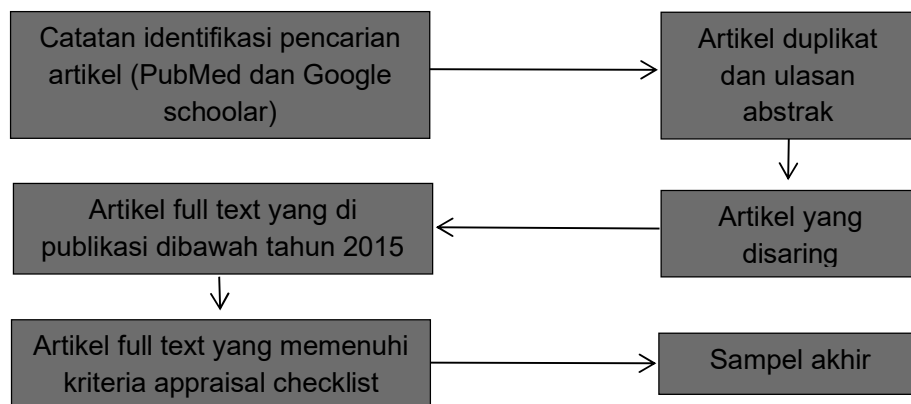 Catatan identifikasi pencarian
artikel (PubMed dan Google
schoolar)
Artikel duplikat
dan ulasan
abstrak
Artikel yang
disaring
Artikel full text yang di
publikasi dibawah tahun 2015
Artikel full text yang memenuhi
kriteria appraisal checklist
Sampel akhir